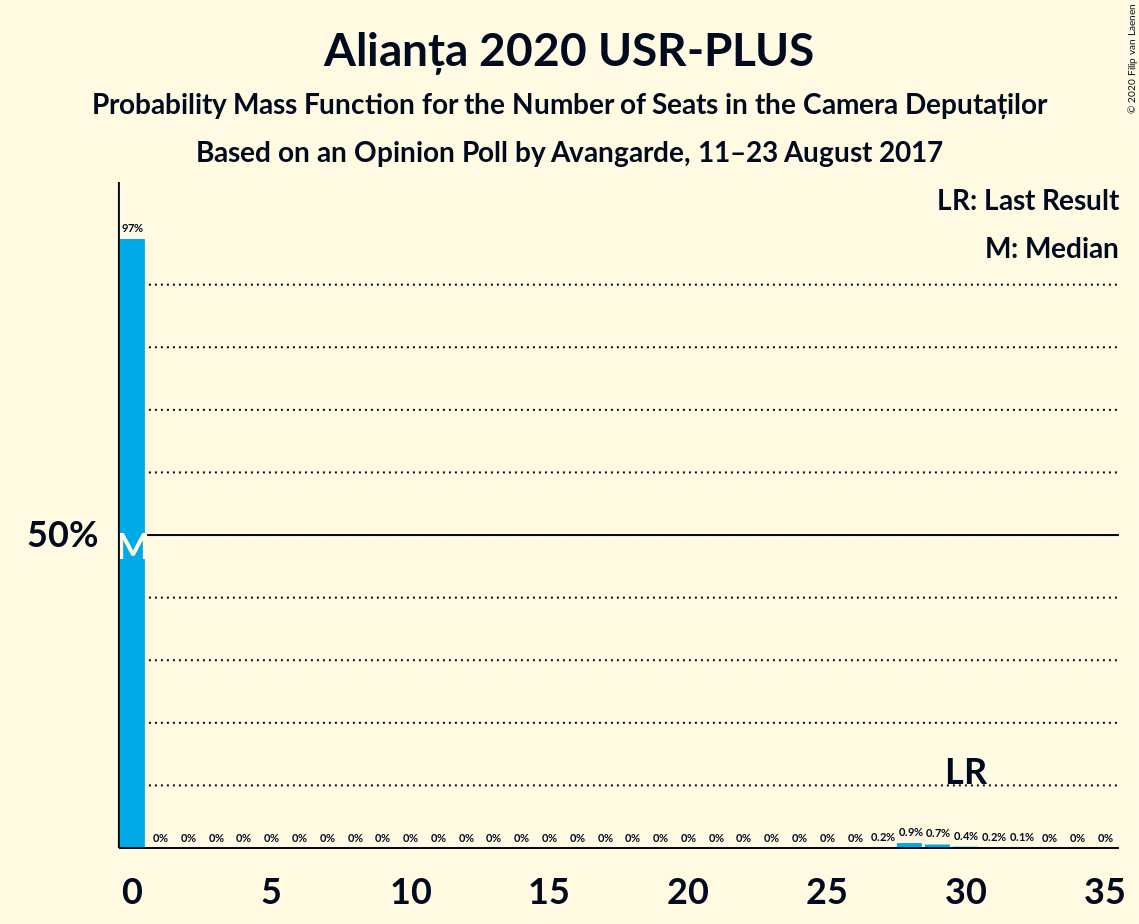 Alianța 2020 USR-PLUS
Probability Mass Function for the Number of Seats in the Camera Deputaților
Based on an Opinion Poll by Avangarde, 11–23 August 2017
© 2020 Filip van Laenen
LR: Last Result
M: Median
97%
50%
M
LR
0% 0% 0% 0% 0% 0% 0% 0% 0% 0% 0% 0% 0% 0% 0% 0% 0% 0% 0% 0% 0% 0% 0% 0% 0% 0% 0.2% 0.9% 0.7% 0.4% 0.2% 0.1% 0% 0% 0%
0 5 10 15 20 25 30 35